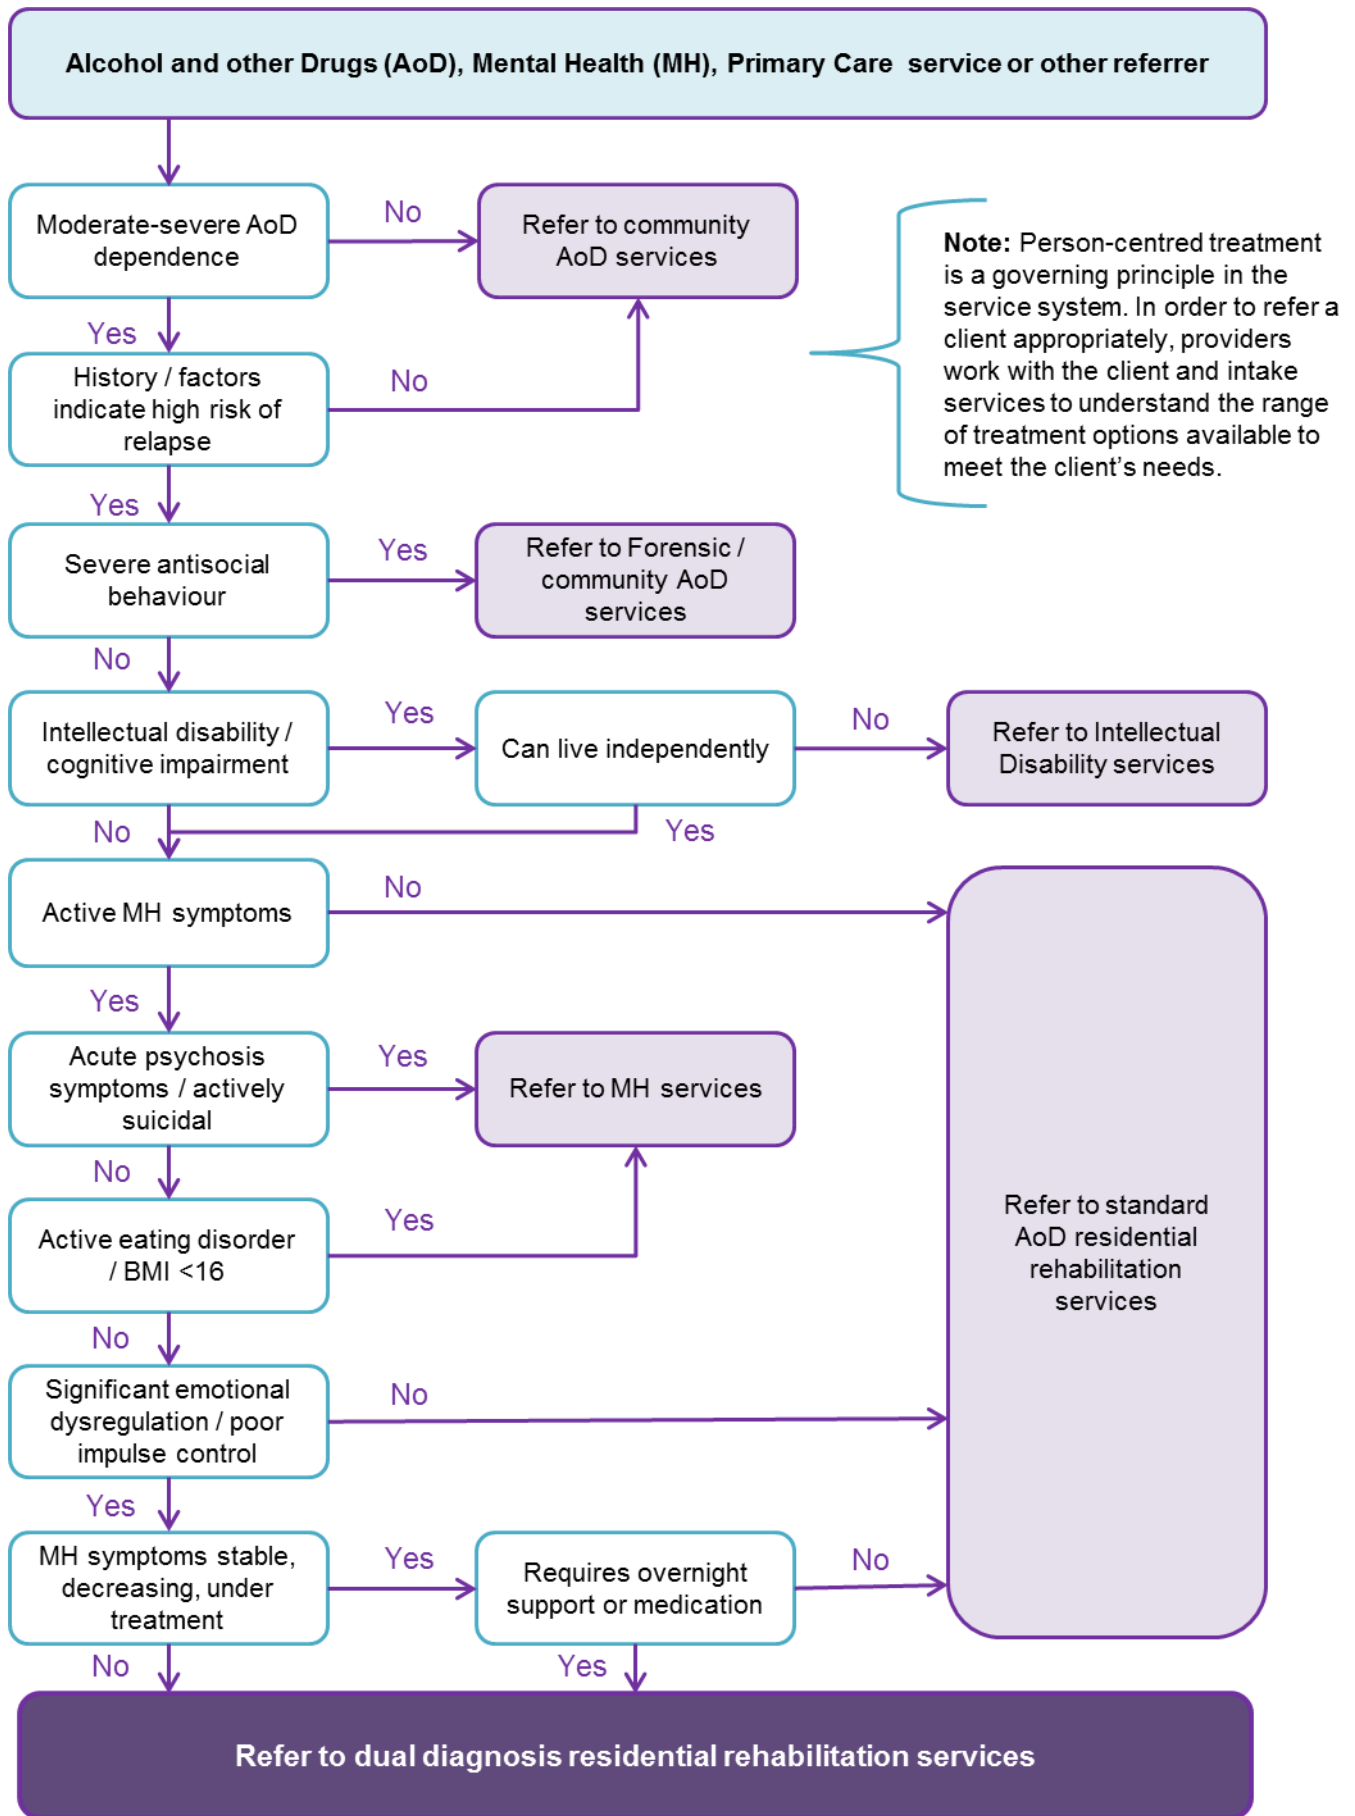 Alcohol and other Drugs (AoD), Mental Health (MH), Primary Care service or other referrer
Moderate-severe AoD
dependence
No
Refer to community
AoD services
Note: Person-centred treatment
is a governing principle in the
service system. In order to refer a
client appropriately, providers
work with the client and intake
services to understand the range
of treatment options available to
meet the client's needs.
Yes
History / factors
indicate high risk of
relapse
No
Yes
Severe antisocial
behaviour
Yes
Refer to Forensic /
community AoD
services
No
Intellectual disability /
cognitive impairment
Yes
Can live independently
No
Refer to Intellectual
Disability services
No
Yes
Active MH symptoms
No
Yes
Acute psychosis
symptoms / actively
suicidal
Yes
Refer to MH services
No
Active eating disorder
/ BMI <16
Yes
Refer to standard
AoD residential
rehabilitation
services
No
Significant emotional
dysregulation / poor
impulse control
No
Yes
MH symptoms stable,
decreasing, under
treatment
Yes
Requires overnight
support or medication
No
No
Yes
Refer to dual diagnosis residential rehabilitation services